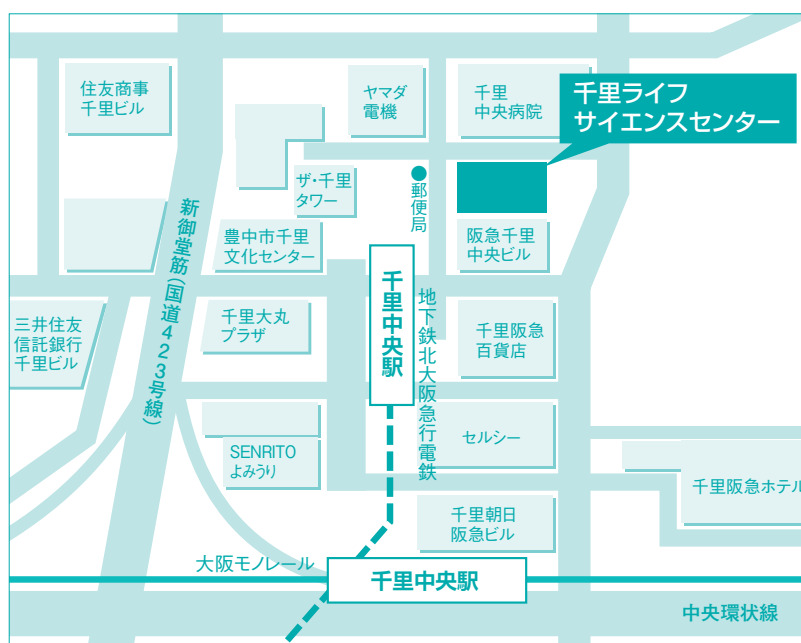 住友商事
千里ビル
ヤマダ
電機
千里
中央病院
千里ライフ
サイエンスセンター
ザ・千里
タワー
郵便局
豊中市千里
文化センター
阪急千里
中央ビル
新御堂筋(国道423号線)
千里中央駅
地下鉄北大阪急行電鉄
三井住友
信託銀行
千里ビル
千里大丸
プラザ
千里阪急
百貨店
SENRITO
よみうり
セルシー
千里阪急ホテル
千里朝日
阪急ビル
大阪モノレール
千里中央駅
中央環状線